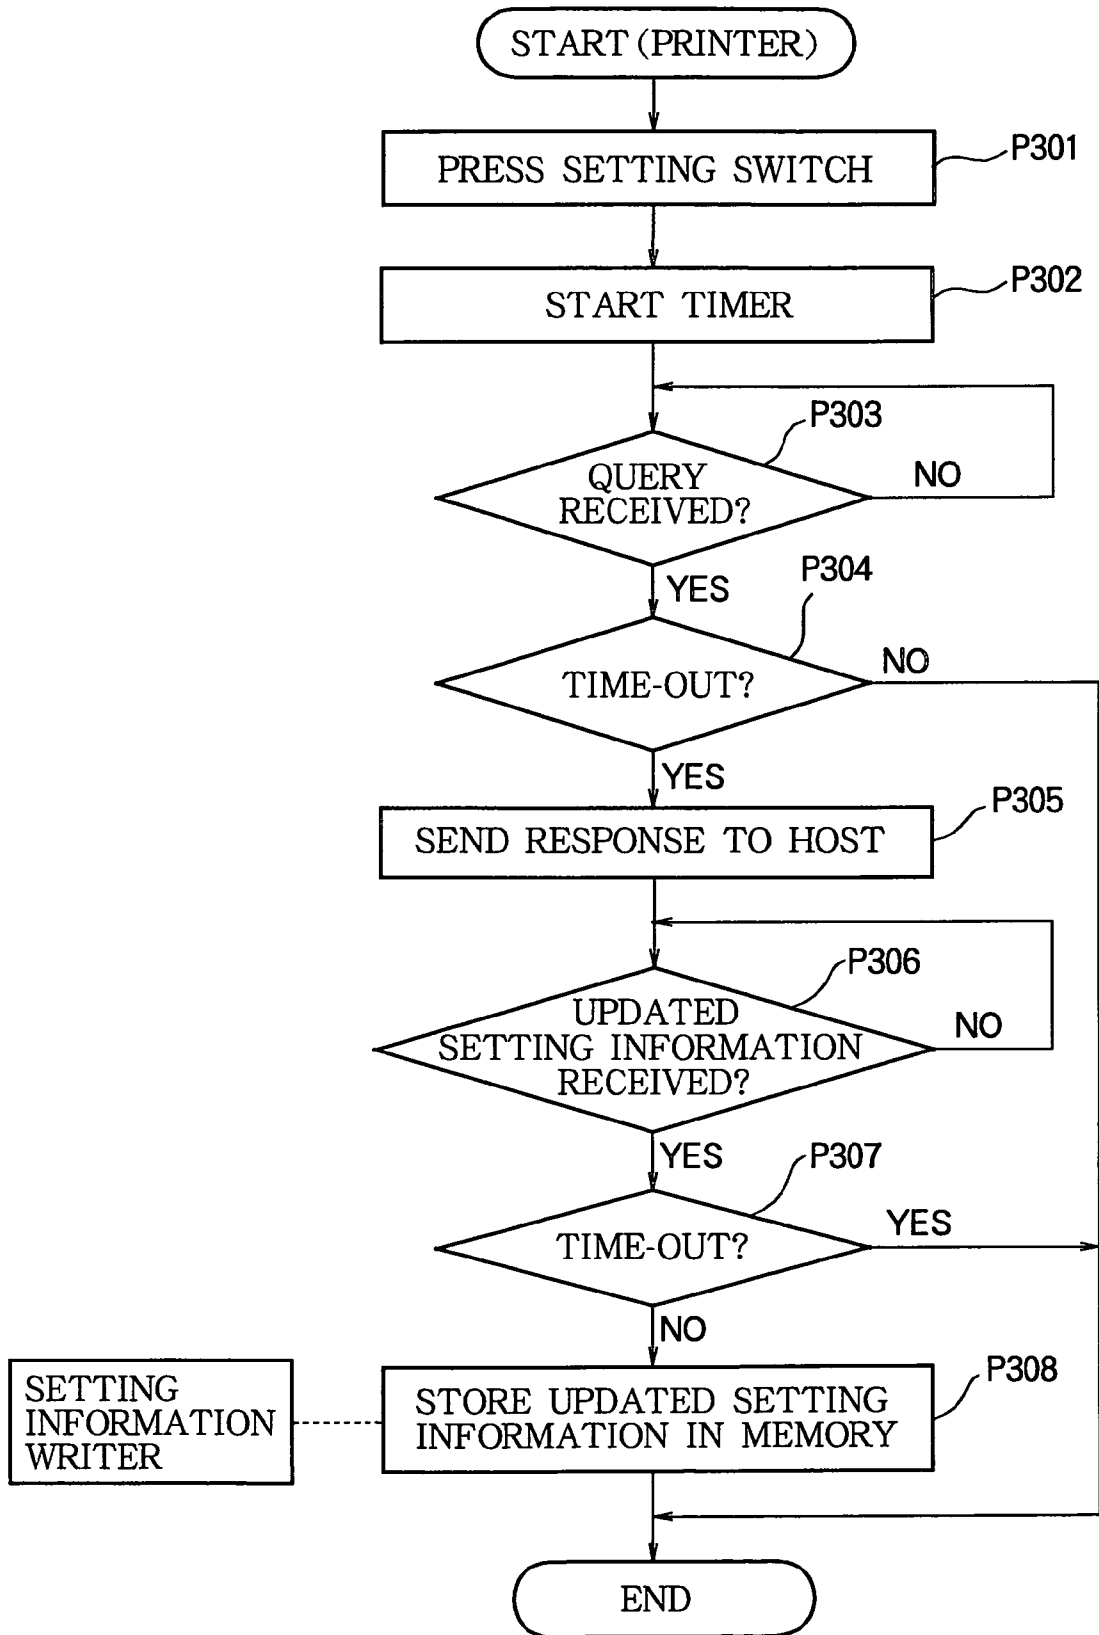 START (PRINTER)
PRESS SETTING SWITCH
P301
START TIMER
P302
P303
QUERY
RECEIVED?
NO
YES
P304
TIME-OUT?
NO
YES
P305
SEND RESPONSE TO HOST
P306
UPDATED
SETTING INFORMATION
RECEIVED?
NO
YES
P307
TIME-OUT?
YES
NO
P308
SETTING
INFORMATION
WRITER
STORE UPDATED SETTING
INFORMATION IN MEMORY
END